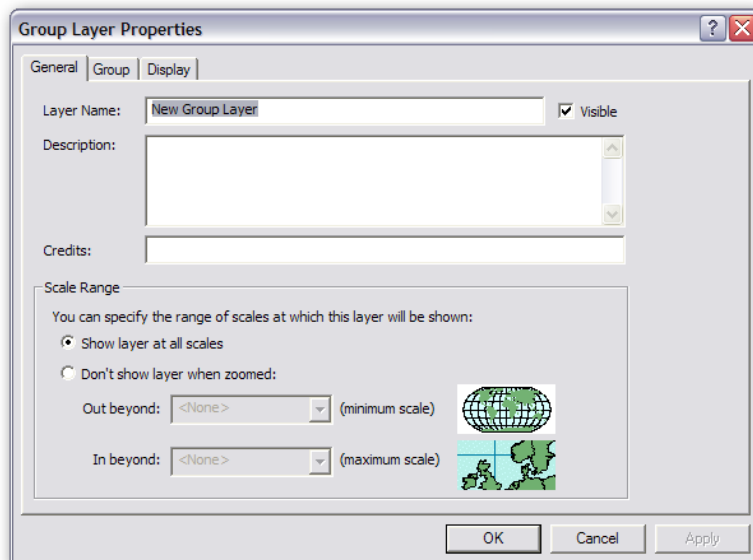 Group Layer Properties
General Group Display
Layer Name: New Group Layer Visible
Description:
Credits:
Scale Range
You can specify the range of scales at which this layer will be shown:
Show layer at all scales
Don't show layer when zoomed:
Out beyond: <None> (minimum scale)
In beyond: <None> (maximum scale)
OK Cancel Apply